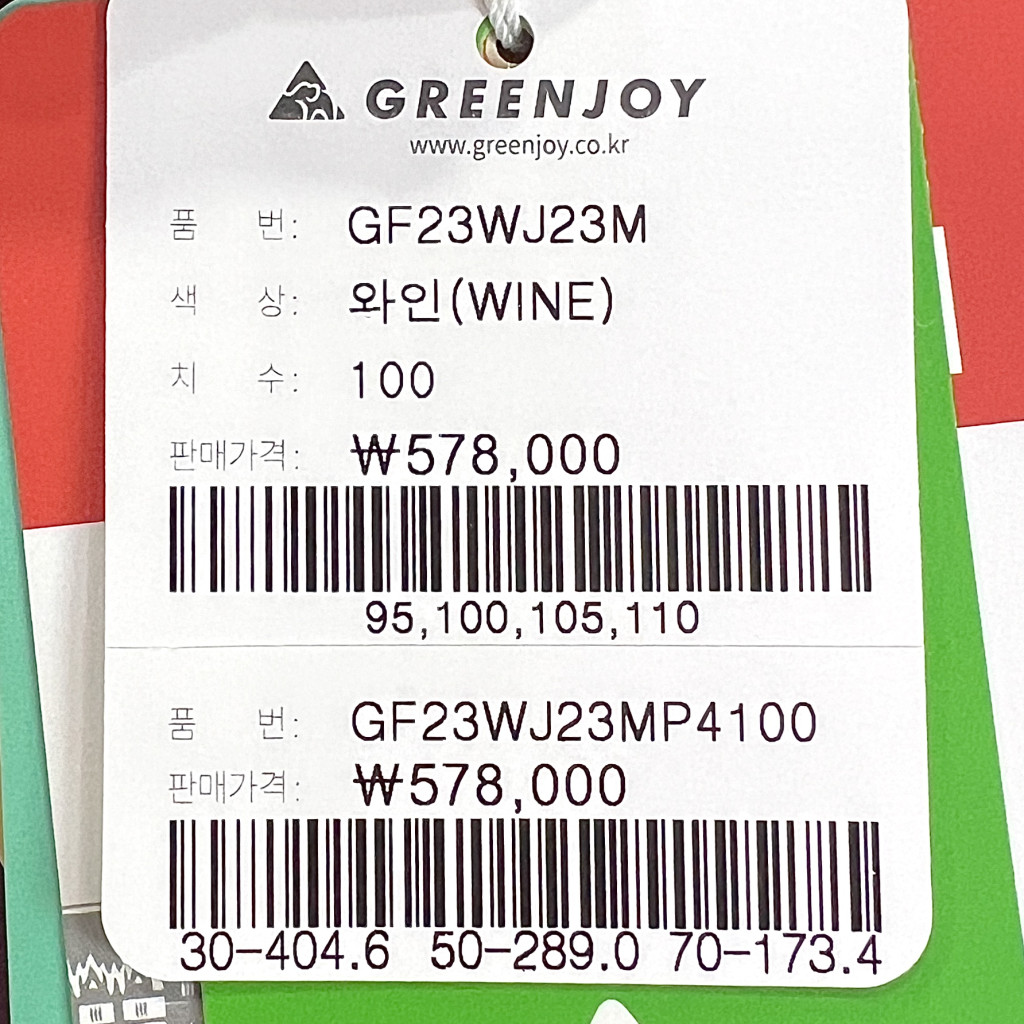 GREENJOY
www.greenjoy.co.kr
품 번: GF23WJ23M
색 상: 와인(WINE)
치 수: 100
판매가격: ₩578,000
95,100,105,110
품 번: GF23WJ23MP4100
판매가격: ₩578,000
30-404.6 50-289.0 70-173.4